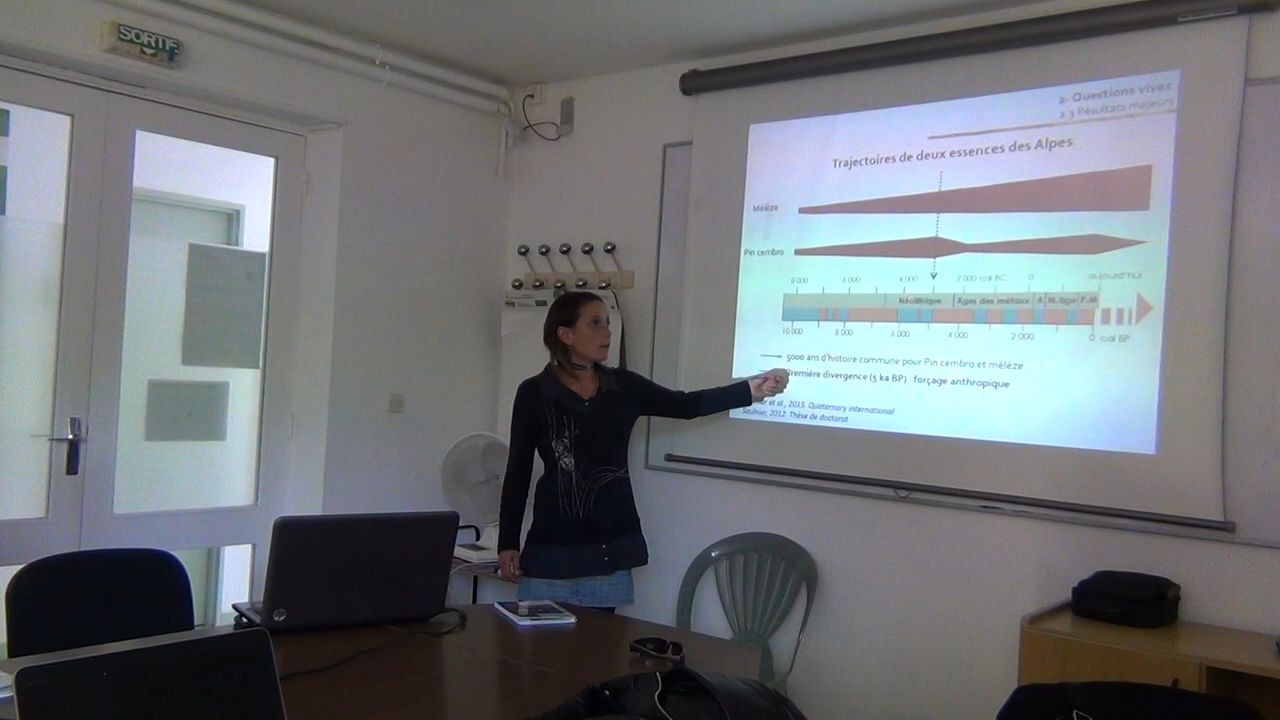 SORTIE
2- Questions vives
2.3 Résultats majeurs
Trajectoires de deux essences des Alpes
Mélèze
Pin cembro
8 000 6 000 4 000 2 000 cal BC 0 aujourd'hui
Néolithique Ages des métaux A M.âge P.M
10 000 8 000 6 000 4 000 2 000 0 cal BP
5000 ans d'histoire commune pour Pin cembro et mélèze
Première divergence (5 ka BP) forçage anthropique
et al., 2015. Quaternary international
Saulnier, 2012. Thèse de doctorat
hp